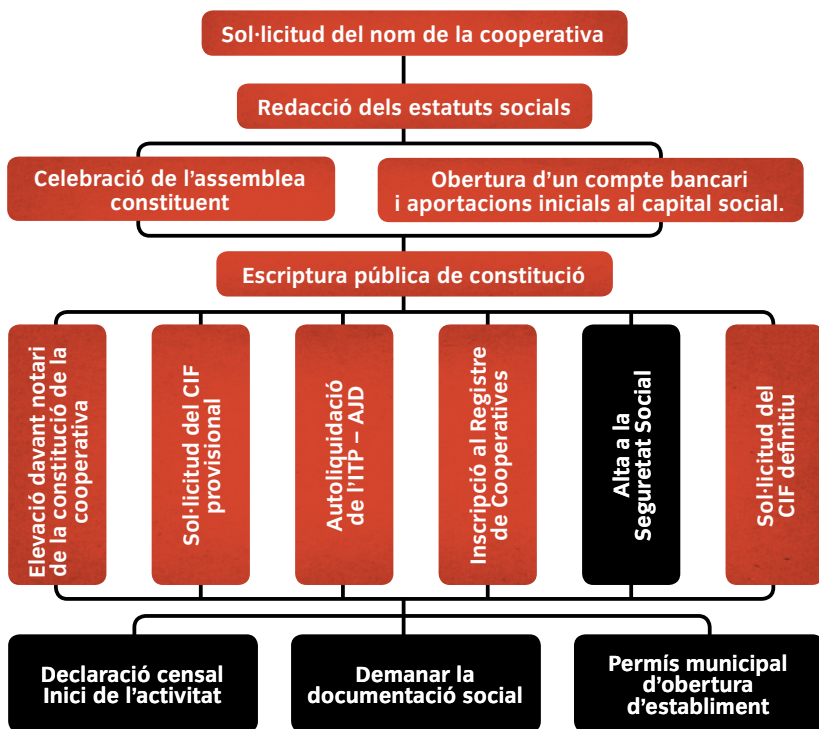 Sol·licitud del nom de la cooperativa
Redacció dels estatuts socials
Celebració de l'assemblea
constituent
Obertura d'un compte bancari
i aportacions inicials al capital social.
Escriptura pública de constitució
Elevació davant notari
de la constitució de la
cooperativa
Sol·licitud del CIF
provisional
Autoliquidació
de l'ITP – AJD
Inscripció al Registre
de Cooperatives
Alta a la
Seguretat Social
Sol·licitud del
CIF definitiu
Declaració censal
Inici de l'activitat
Demanar la
documentació social
Permís municipal
d'obertura
d'establiment